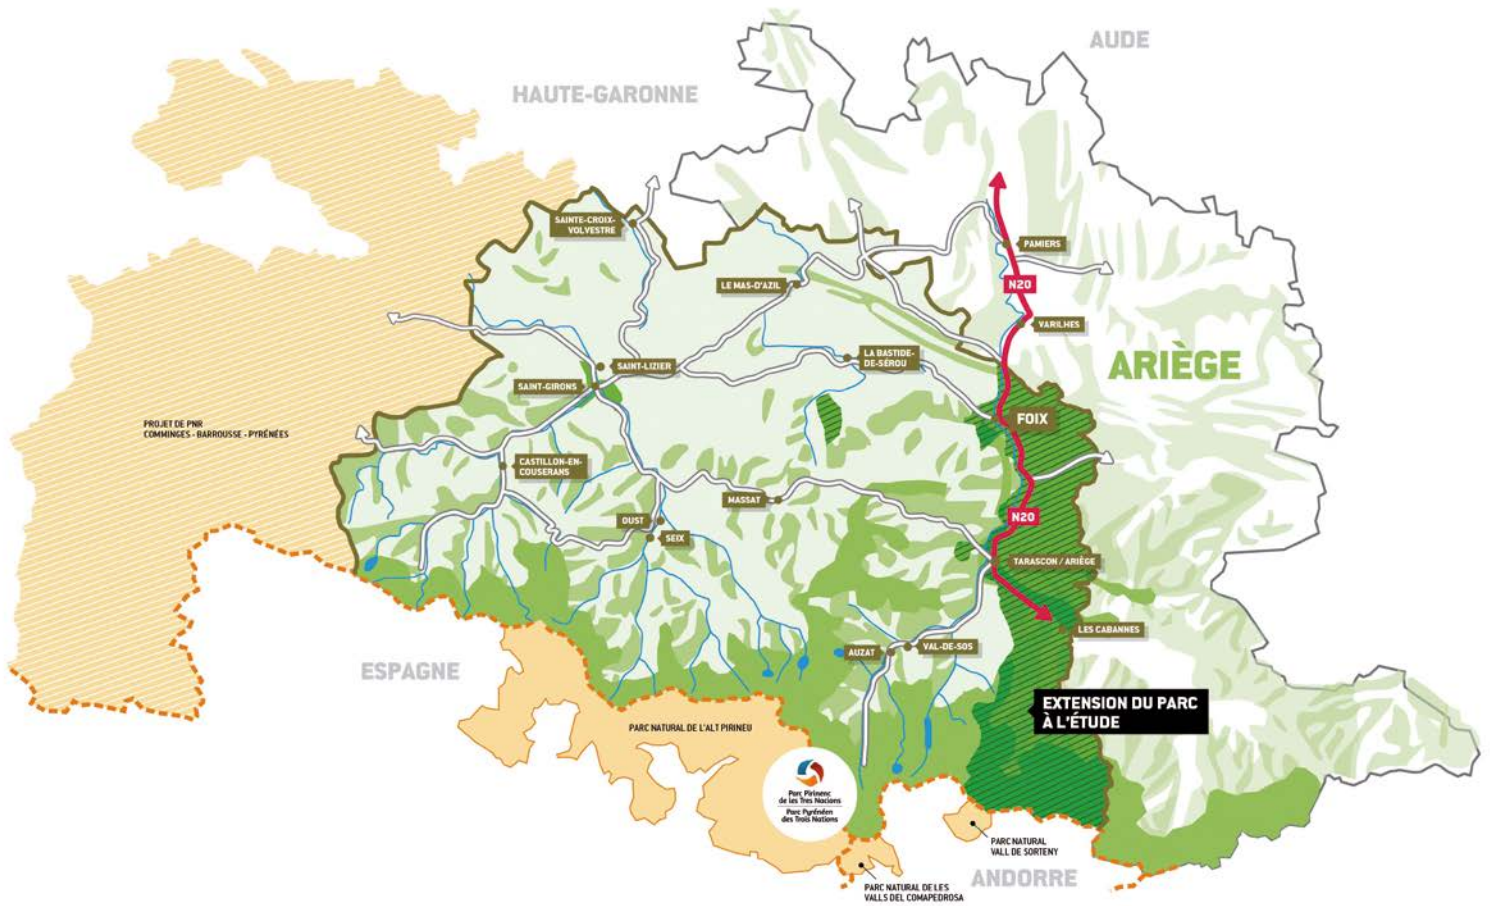 AUDE
HAUTE-GARONNE
SAINTE-CROIX-
VOLVESTRE
PAMIERS
LE MAS-D'AZIL
N20
VARILHES
ARIÈGE
LA BASTIDE-
DE-SÉROU
SAINT-LIZIER
SAINT-GIRONS
FOIX
PROJET DE PNR
COMMINGES - BARROUSSE - PYRÉNÉES
CASTILLON-EN-
COUSERANS
MASSAT
OUST
SEIX
N20
TARASCON / ARIÈGE
LES CABANNES
AUZAT
VAL-DE-SOS
ESPAGNE
EXTENSION DU PARC
À L'ÉTUDE
PARC NATURAL DE L'ALT PIRINEU
Parc Pirinenc
de les Tres Nacions
Parc Pyrénéen
des Trois Nations
PARC NATURAL
VALL DE SORTENY
ANDORRE
PARC NATURAL DE LES
VALLS DEL COMAPEDROSA